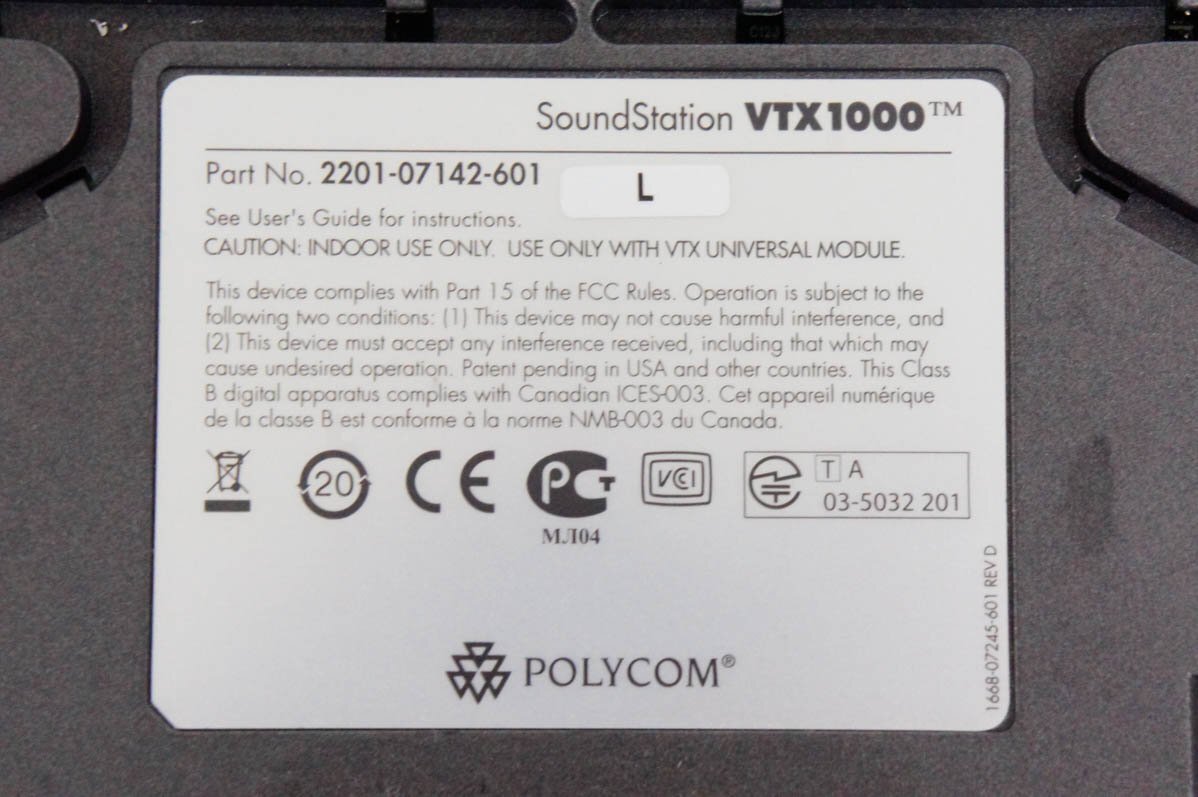 SoundStation VTX1000™
Part No. 2201-07142-601 L
See User's Guide for instructions.
CAUTION: INDOOR USE ONLY. USE ONLY WITH VTX UNIVERSAL MODULE.
This device complies with Part 15 of the FCC Rules. Operation is subject to the
following two conditions: (1) This device may not cause harmful interference, and
(2) This device must accept any interference received, including that which may
cause undesired operation. Patent pending in USA and other countries. This Class
B digital apparatus complies with Canadian ICES-003. Cet appareil numérique
de la classe B est conforme à la norme NMB-003 du Canada.
20 CE PCT VCI T A
03-5032 201
МЛ04
POLYCOM®
1668-07245-601 REV D